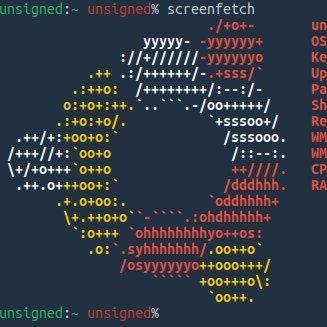 unsigned:~ unsigned% screenfetch
                          ./+o+-       un
                  yyyyy- -yyyyyy+      OS
               ://+//////-yyyyyyo      Ke
           .++ .:/++++++/-.+sss/`      Up
         .:++o:  /++++++++/:--:/-      Pa
        o:+o+:++.`..```.-/oo+++++/     Sh
       .:+o:+o/.          `+sssoo+/    Re
  .++/+:+oo+o:`             /sssooo.   WM
 /+++//+:`oo+o               /::--:.   WM
 \+/+o+++`o++o               ++////.   CP
  .++.o+++oo+:`             /dddhhh.   RA
       .+.o+oo:.          `oddhhhh+
        \+.++o+o``-````.:ohdhhhhh+
         `:o+++ `ohhhhhhhhyo++os:
           .o:`.syhhhhhhh/.oo++o`
               /osyyyyyyo++ooo+++/
                   ````` +oo+++o\:
                          `oo++.
unsigned:~ unsigned%